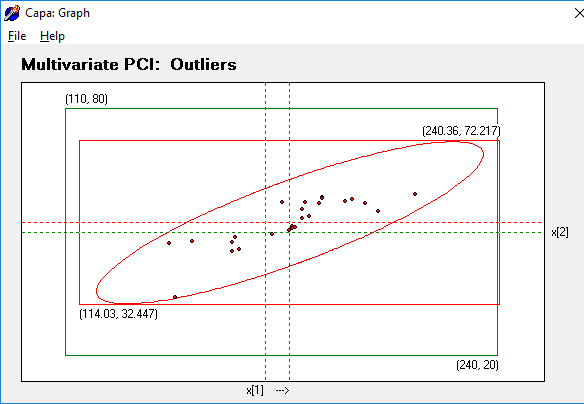 Capa: Graph
File Help
Multivariate PCI: Outliers
(110, 80)
(240.36, 72.217)
x[2]
(114.03, 32.447)
(240, 20)
x[1] --->